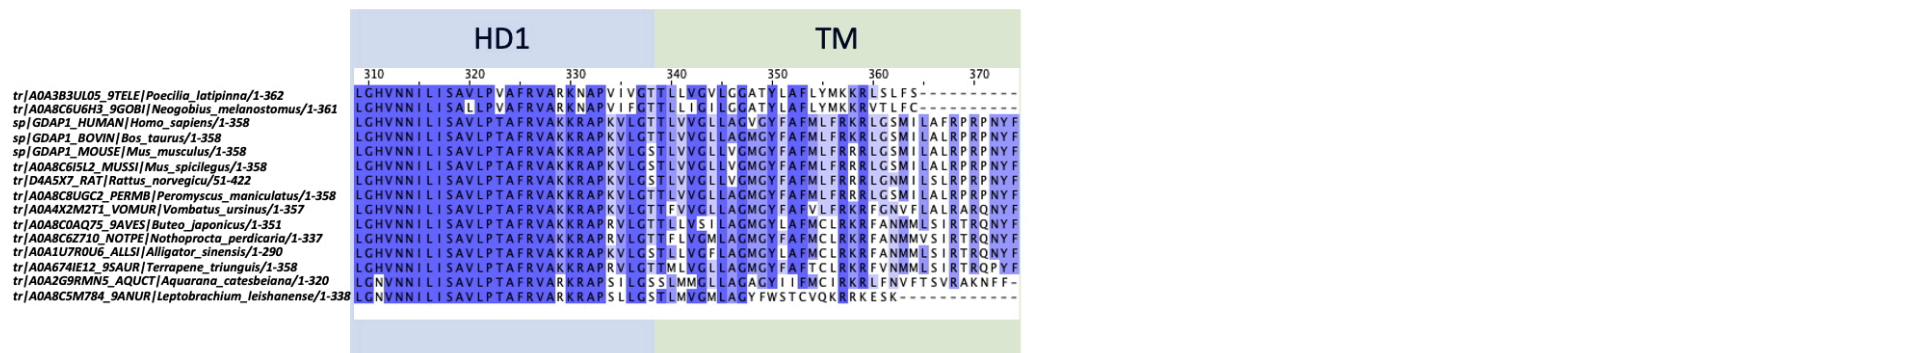 HD1 TM
310 320 330 340 350 360 370
tr|A0A3B3UL05_9TELE|Poecilia_latipinna/1-362 LGHVNNILISAVLPVAFRVARKNAPVIVGTTLLVGVLGGATYLAFLYMKKRLSLFS----------
tr|A0A8C6U6H3_9GOBI|Neogobius_melanostomus/1-361 LGHVNNILISALLPVAFRVARKNAPVIFGTTLLIGILGGATYLAFLYMKKRVTLFC----------
sp|GDAP1_HUMAN|Homo_sapiens/1-358 LGHVNNILISAVLPTAFRVAKKRAPKVLGTTLVVGLLAGVGYFAFMLFRKRLGSMILAFRPRPNYF
sp|GDAP1_BOVIN|Bos_taurus/1-358 LGHVNNILISAVLPTAFRVAKKRAPKVLGTTLVVGLLAGMGYFAFMLFRKRLGSMILALRPRPNYF
sp|GDAP1_MOUSE|Mus_musculus/1-358 LGHVNNILISAVLPTAFRVAKKRAPKVLGSTLVVGLLVGMGYFAFMLFRRRLGSMILALRPRPNYF
tr|A0A8C6I5L2_MUSSI|Mus_spicilegus/1-358 LGHVNNILISAVLPTAFRVAKKRAPKVLGSTLVVGLLVGMGYFAFMLFRRRLGSMILALRPRPNYF
tr|D4A5X7_RAT|Rattus_norvegicu/51-422 LGHVNNILISAVLPTAFRVAKKRAPKVLGSTLVVGLLVGMGYFAFMLFRRRLGNMILSLRPRPNYF
tr|A0A8C8UGC2_PERMB|Peromyscus_maniculatus/1-358 LGHVNNILISAVLPTAFRVAKKRAPKVLGTTLVVGLLAGMGYFAFMLFRRRLGSMILALRPRPNYF
tr|A0A4X2M2T1_VOMUR|Vombatus_ursinus/1-357 LGHVNNILISAVLPTAFRVAKKRAPKVLGTTFVVGLLAGMGYFAFVLFRKRFGNVFLALRARQNYF
tr|A0A8C0AQ75_9AVES|Buteo_japonicus/1-351 LGHVNNILISAVLPTAFRVAKKRAPRVLGTTLLVSILAGMGYLAFMCLRKRFANMMLSIRTRQNYF
tr|A0A8C6Z710_NOTPE|Nothoprocta_perdicaria/1-337 LGHVNNILISAVLPTAFRVAKKRAPRVLGTTFLVGMLAGMGYLAFMCLRKRFANMMVSIRTRQNYF
tr|A0A1U7R0U6_ALLSI|Alligator_sinensis/1-290 LGHVNNILISAVLPTAFRVAKKRAPKVLGSTLLVGFLAGMGYLAFMCLRKRFANMMLSIRTRQNYF
tr|A0A674IE12_9SAUR|Terrapene_triunguis/1-358 LGHVNNILISAVLPTAFRVAKKRAPRVLGTTMLVGLLAGMGYFAFTCLRKRFVNMMLSIRTRQPYF
tr|A0A2G9RMN5_AQUCT|Aquarana_catesbeiana/1-320 LGNVNNILISAVLPTAFRVARKRAPSILGSSLMMGLLAGAGYIIFMCIRKRLFNVFTSVRAKNFF-
tr|A0A8C5M784_9ANUR|Leptobrachium_leishanense/1-338 LGNVNNILISAVLPTAFRVARKRAPSLLGSTLMVGMLAGYFWSTCVQKRRKESK------------